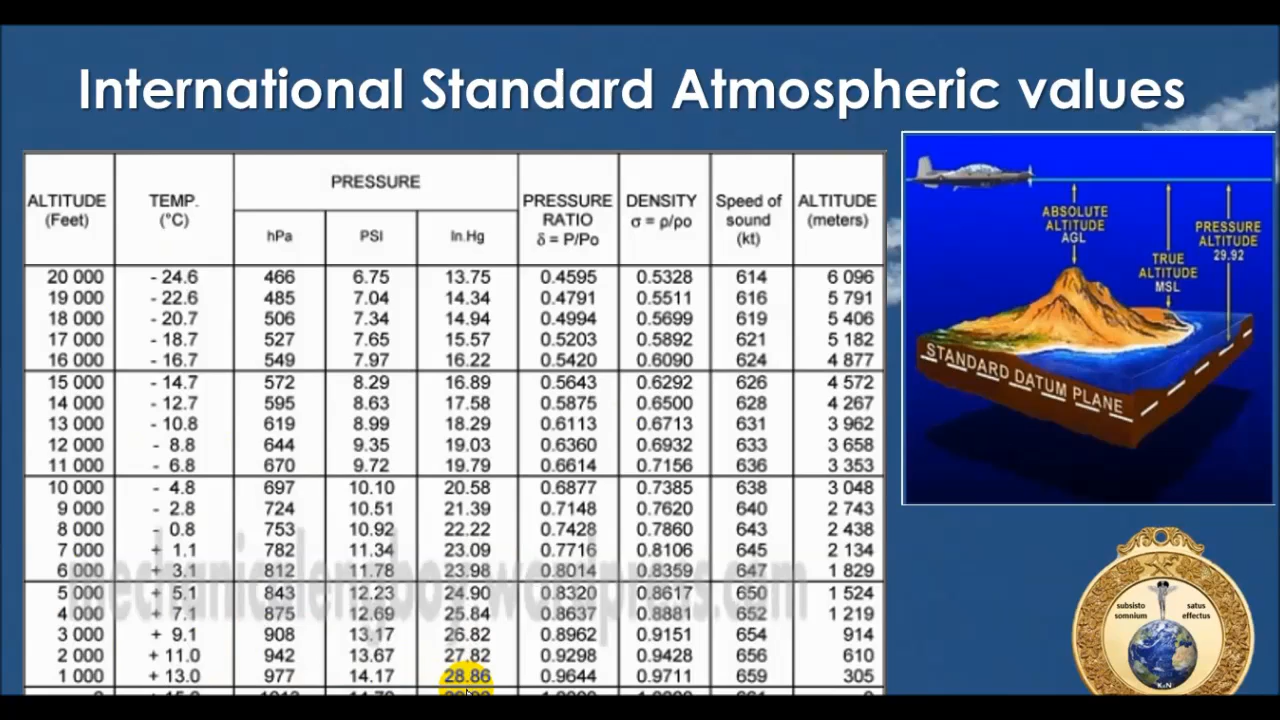 International Standard Atmospheric values
ALTITUDE (Feet) TEMP. (°C) PRESSURE PRESSURE RATIO δ = P/Po DENSITY σ = ρ/ρo Speed of sound (kt) ALTITUDE (meters)
hPa PSI In.Hg
20 000 - 24.6 466 6.75 13.75 0.4595 0.5328 614 6 096
19 000 - 22.6 485 7.04 14.34 0.4791 0.5511 616 5 791
18 000 - 20.7 506 7.34 14.94 0.4994 0.5699 619 5 406
17 000 - 18.7 527 7.65 15.57 0.5203 0.5892 621 5 182
16 000 - 16.7 549 7.97 16.22 0.5420 0.6090 624 4 877
15 000 - 14.7 572 8.29 16.89 0.5643 0.6292 626 4 572
14 000 - 12.7 595 8.63 17.58 0.5875 0.6500 628 4 267
13 000 - 10.8 619 8.99 18.29 0.6113 0.6713 631 3 962
12 000 - 8.8 644 9.35 19.03 0.6360 0.6932 633 3 658
11 000 - 6.8 670 9.72 19.79 0.6614 0.7156 636 3 353
10 000 - 4.8 697 10.10 20.58 0.6877 0.7385 638 3 048
9 000 - 2.8 724 10.51 21.39 0.7148 0.7620 640 2 743
8 000 - 0.8 753 10.92 22.22 0.7428 0.7860 643 2 438
7 000 + 1.1 782 11.34 23.09 0.7716 0.8106 645 2 134
6 000 + 3.1 812 11.78 23.98 0.8014 0.8359 647 1 829
5 000 + 5.1 843 12.23 24.90 0.8320 0.8617 650 1 524
4 000 + 7.1 875 12.69 25.84 0.8637 0.8881 652 1 219
3 000 + 9.1 908 13.17 26.82 0.8962 0.9151 654 914
2 000 + 11.0 942 13.67 27.82 0.9298 0.9428 656 610
1 000 + 13.0 977 14.17 28.86 0.9644 0.9711 659 305
ABSOLUTE
ALTITUDE
AGL
TRUE
ALTITUDE
MSL
PRESSURE
ALTITUDE
29.92
STANDARD DATUM PLANE
subsisto satus
somnium effectus